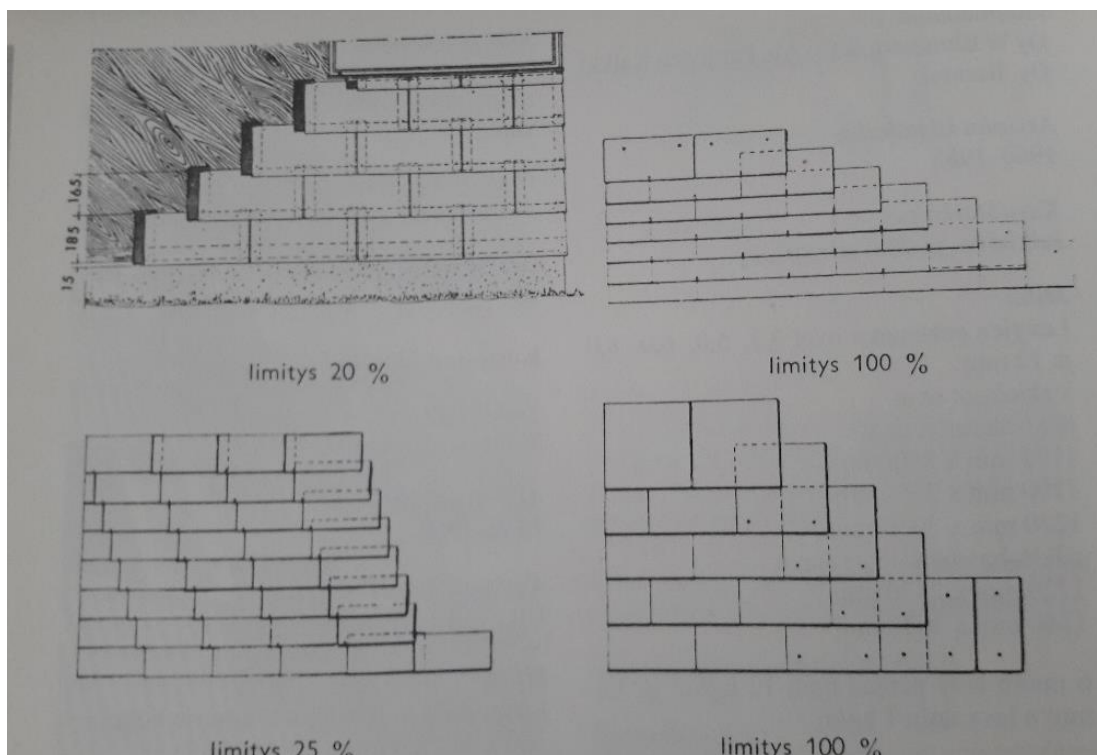 165
185
15
limitys 20 %
limitys 100 %
limitys 25 %
limitys 100 %